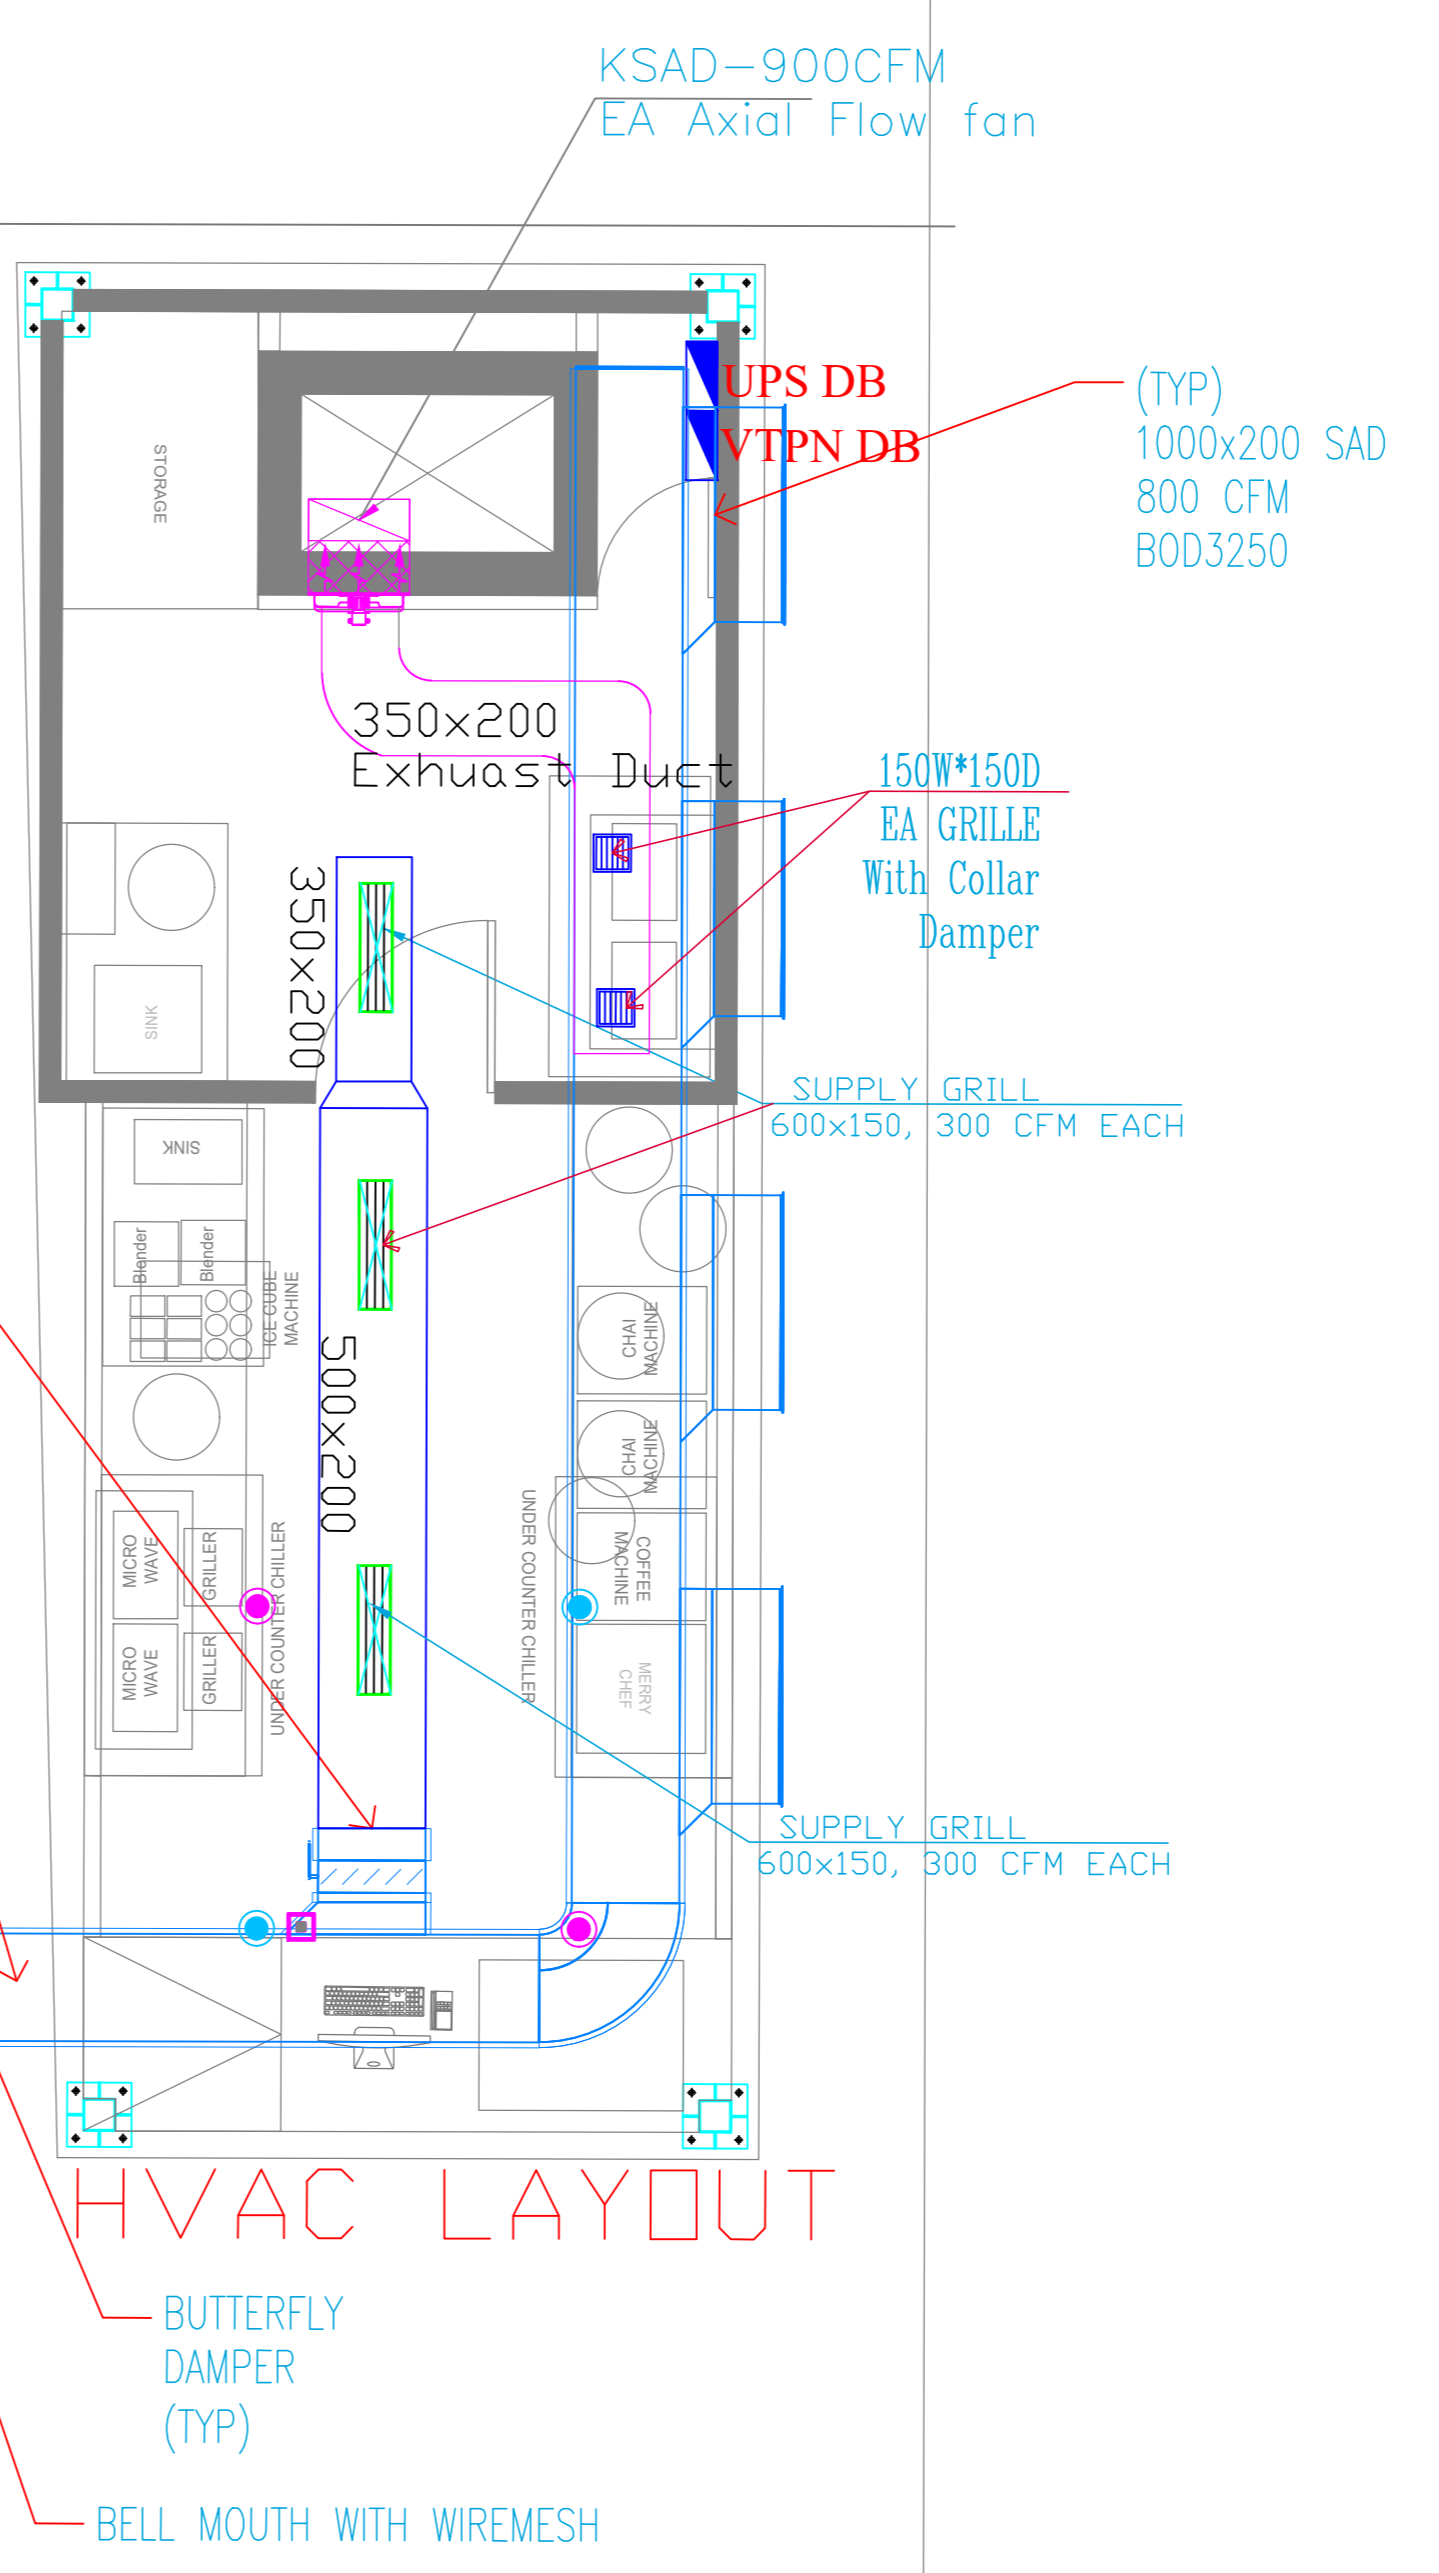 KSAD-900CFM
EA Axial Flow fan
UPS DB
VTPN DB
(TYP)
1000x200 SAD
800 CFM
BOD3250
STORAGE
350x200
Exhuast Duct
150W*150D
EA GRILLE
With Collar
Damper
350x200
SINK
SUPPLY GRILL
600x150, 300 CFM EACH
SINK
Blender
Blender
ICE CUBE
MACHINE
CHAI
MACHINE
500x200
CHAI
MACHINE
MICRO
WAVE
GRILLER
UNDER COUNTER CHILLER
UNDER COUNTER CHILLER
COFFEE
MACHINE
MICRO
WAVE
GRILLER
MERRY
CHEF
SUPPLY GRILL
600x150, 300 CFM EACH
HVAC LAYOUT
BUTTERFLY
DAMPER
(TYP)
BELL MOUTH WITH WIREMESH